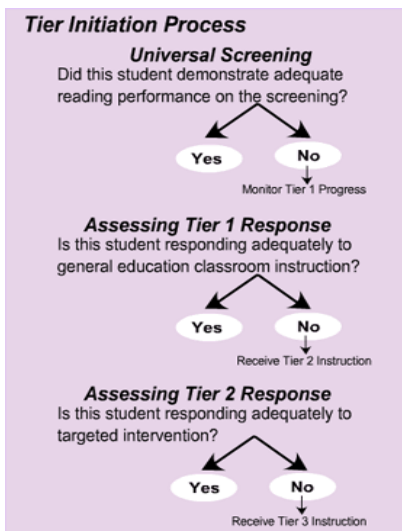 Tier Initiation Process
Universal Screening
Did this student demonstrate adequate
reading performance on the screening?
Yes
No
Monitor Tier 1 Progress
Assessing Tier 1 Response
Is this student responding adequately to
general education classroom instruction?
Yes
No
Receive Tier 2 Instruction
Assessing Tier 2 Response
Is this student responding adequately to
targeted intervention?
Yes
No
Receive Tier 3 Instruction